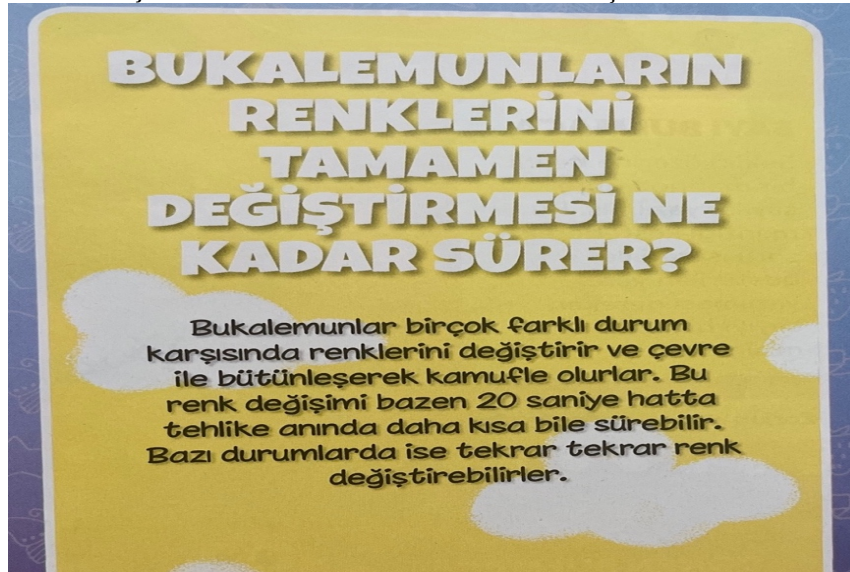 BUKALEMUNLARIN
RENKLERİNİ
TAMAMEN
DEĞİŞTİRMESİ NE
KADAR SÜRER?
Bukalemunlar birçok farklı durum
karşısında renklerini değiştirir ve çevre
ile bütünleşerek kamufle olurlar. Bu
renk değişimi bazen 20 saniye hatta
tehlike anında daha kısa bile sürebilir.
Bazı durumlarda ise tekrar tekrar renk
değiştirebilirler.